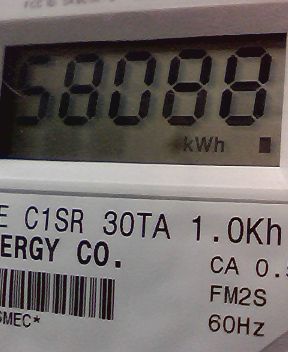 58088
kWh
E C1SR 30TA 1.0Kh
ERGY CO.
CA 0.
FM2S
SMEC*
60Hz